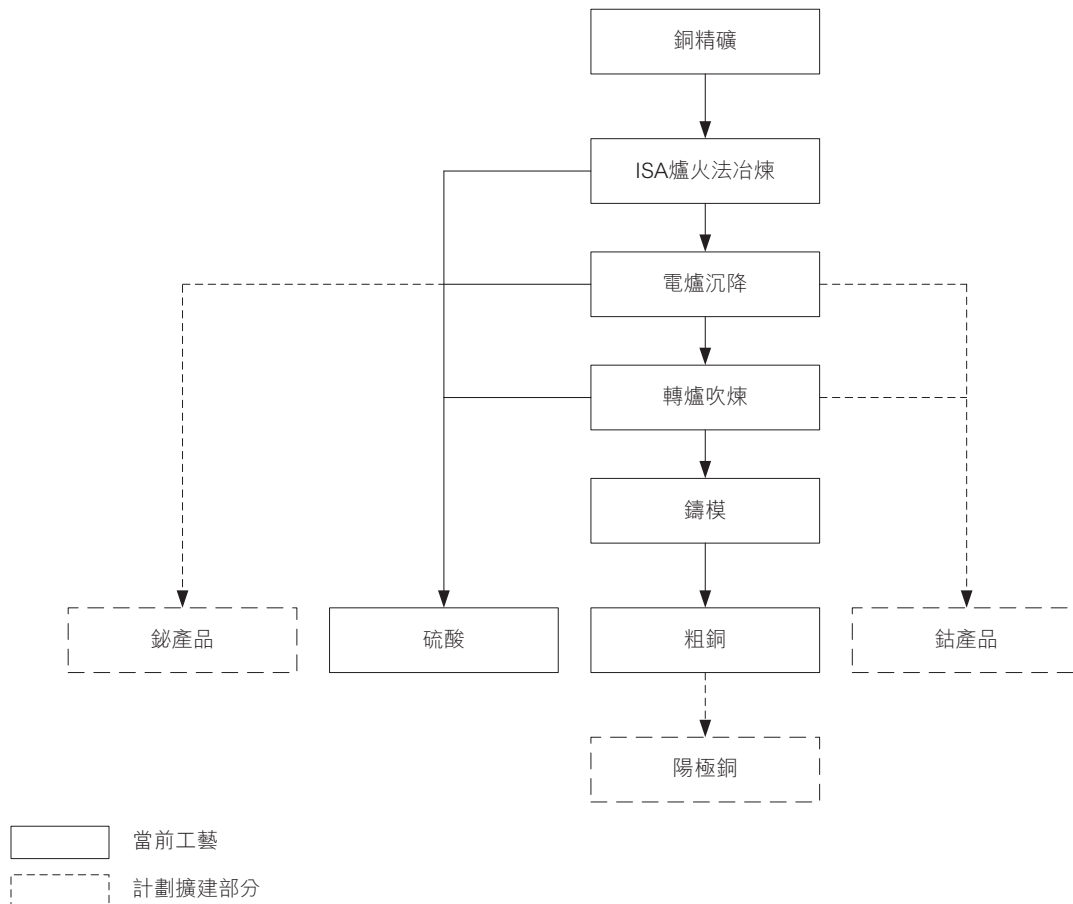 銅精礦
ISA爐火法冶煉
電爐沉降
轉爐吹煉
鑄模
鉍產品
硫酸
粗銅
鈷產品
陽極銅
當前工藝
計劃擴建部分